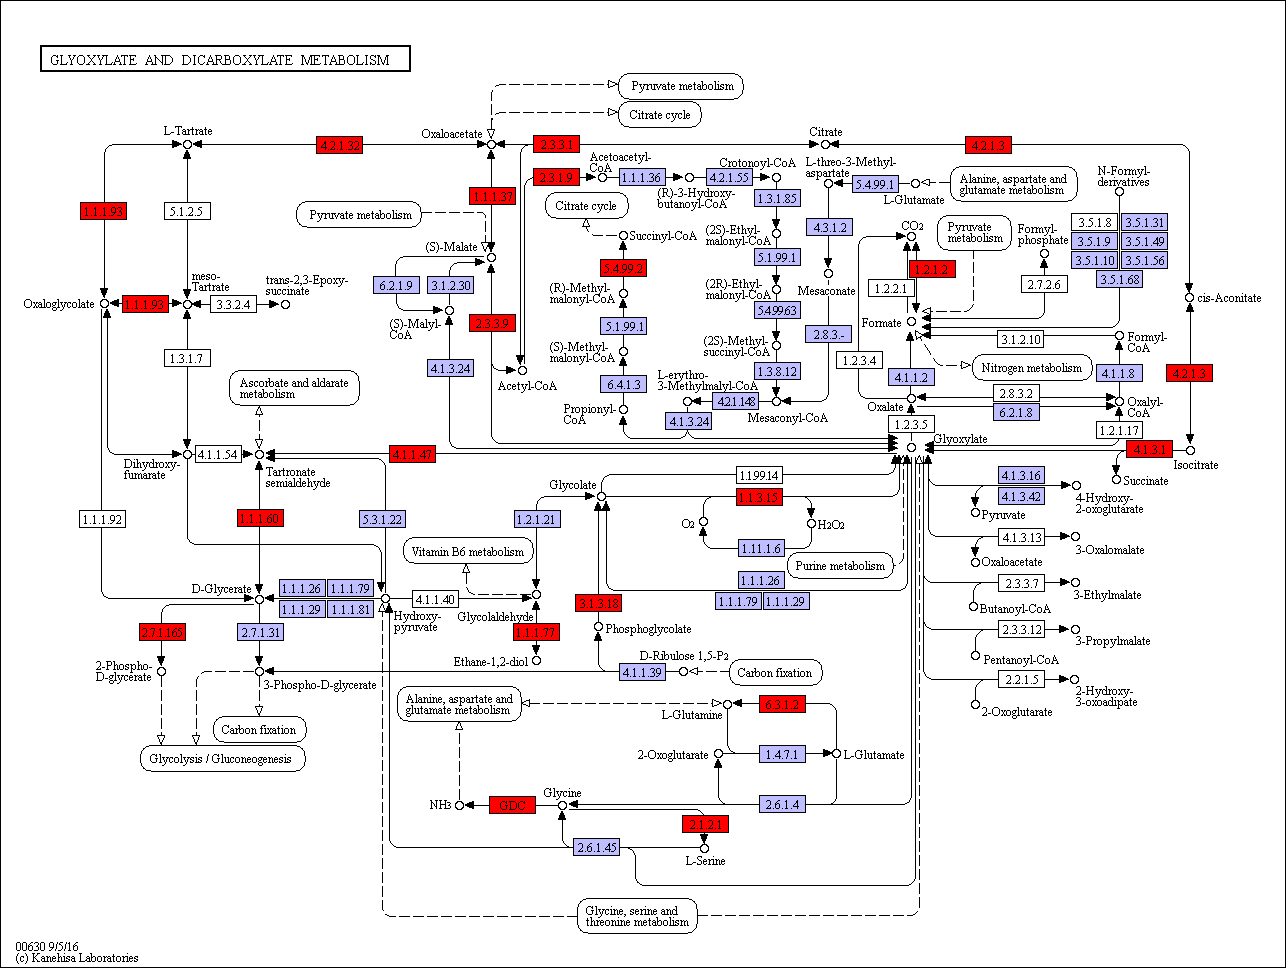 GLYOXYLATE AND DICARBOXYLATE METABOLISM
Pyruvate metabolism
Citrate cycle
L-Tartrate
4.2.1.32
Oxaloacetate
2.3.3.1
Citrate
4.2.1.3
Acetoacetyl-
CoA
2.3.1.9
1.1.1.36
Crotonoyl-CoA
4.2.1.55
(R)-3-Hydroxy-
butanoyl-CoA
1.3.1.85
L-threo-3-Methyl-
aspartate
5.4.99.1
L-Glutamate
Alanine, aspartate and
glutamate metabolism
N-Formyl-
derivatives
1.1.1.93
5.1.2.5
Pyruvate metabolism
1.1.1.37
Citrate cycle
Succinyl-CoA
(2S)-Ethyl-
malonyl-CoA
4.3.1.2
CO2
Pyruvate
metabolism
Formyl-
phosphate
3.5.1.8
3.5.1.31
3.5.1.9
3.5.1.49
3.5.1.10
3.5.1.56
3.5.1.68
(S)-Malate
5.4.99.2
5.1.99.1
1.2.1.2
1.2.2.1
2.7.2.6
meso-
Tartrate
trans-2,3-Epoxy-
succinate
6.2.1.9
3.1.2.30
(R)-Methyl-
malonyl-CoA
(2R)-Ethyl-
malonyl-CoA
Mesaconate
cis-Aconitate
Oxaloglycolate
1.1.1.93
3.3.2.4
(S)-Malyl-
CoA
2.3.3.9
5.1.99.1
5.4.99.63
2.8.3.-
Formate
3.1.2.10
Formyl-
CoA
1.3.1.7
4.1.3.24
(S)-Methyl-
malonyl-CoA
(2S)-Methyl-
succinyl-CoA
1.2.3.4
Nitrogen metabolism
Ascorbate and aldarate
metabolism
Acetyl-CoA
6.4.1.3
L-erythro-
3-Methylmalyl-CoA
1.3.8.12
4.1.1.2
4.1.1.8
4.2.1.3
Propionyl-
CoA
4.2.1.148
4.1.3.24
Mesaconyl-CoA
Oxalate
2.8.3.2
6.2.1.8
Oxalyl-
CoA
1.2.3.5
1.2.1.17
Glyoxylate
4.1.3.1
Isocitrate
Succinate
Dihydroxy-
fumarate
4.1.1.54
Tartronate
semialdehyde
4.1.1.47
Glycolate
1.1.99.14
1.1.3.15
4.1.3.16
4.1.3.42
Pyruvate
4-Hydroxy-
2-oxoglutarate
1.1.1.92
1.1.1.60
5.3.1.22
1.2.1.21
O2
H2O2
1.11.1.6
4.1.3.13
Oxaloacetate
3-Oxalomalate
Vitamin B6 metabolism
Purine metabolism
D-Glycerate
1.1.1.26
1.1.1.79
1.1.1.29
1.1.1.81
4.1.1.40
Hydroxy-
pyruvate
Glycolaldehyde
3.1.3.18
1.1.1.26
1.1.1.79
1.1.1.29
2.3.3.7
Butanoyl-CoA
3-Ethylmalate
2.7.1.165
2.7.1.31
1.1.1.77
Phosphoglycolate
2.3.3.12
Pentanoyl-CoA
3-Propylmalate
2-Phospho-
D-glycerate
3-Phospho-D-glycerate
Ethane-1,2-diol
4.1.1.39
D-Ribulose 1,5-P2
Carbon fixation
2.2.1.5
2-Oxoglutarate
2-Hydroxy-
3-oxoadipate
Carbon fixation
Glycolysis / Gluconeogenesis
Alanine, aspartate and
glutamate metabolism
L-Glutamine
6.3.1.2
2-Oxoglutarate
1.4.7.1
L-Glutamate
NH3
GDC
Glycine
2.6.1.4
2.1.2.1
2.6.1.45
L-Serine
Glycine, serine and
threonine metabolism
00630 9/5/16
(c) Kanehisa Laboratories